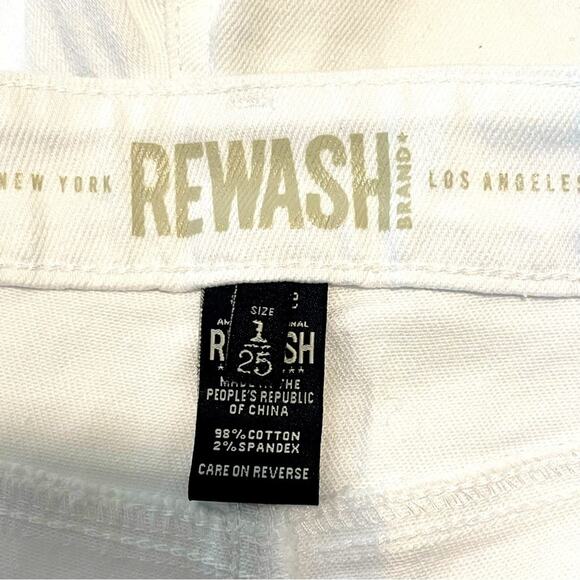 NEW YORK REWASH BRAND★ LOS ANGELES
SIZE
1
25
MADE IN THE
PEOPLE'S REPUBLIC
OF CHINA
98% COTTON
2% SPANDEX
CARE ON REVERSE